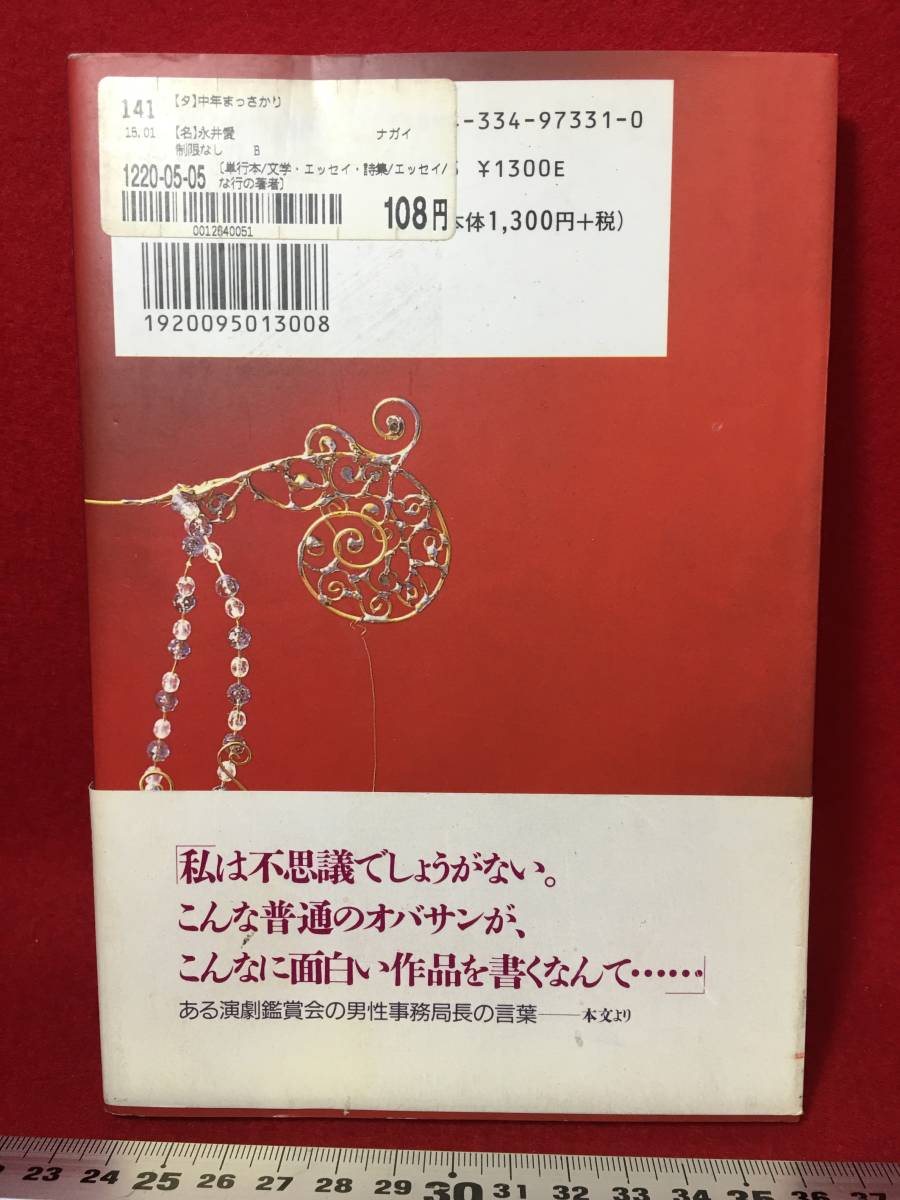 141
【タ】中年まっさかり
15.01
【名】永井愛
ナガイ
制限なし B
1220-05-05
〔単行本/文学・エッセイ・詩集/エッセイ/
な行の著者〕
108円
0012640051
4-334-97331-0
¥1300E
本体1,300円+税)
1920095013008
「私は不思議でしょうがない。
こんな普通のオバサンが、
こんなに面白い作品を書くなんて……」
ある演劇鑑賞会の男性事務局長の言葉――本文より
23 24 25 26 27 28 29 30 31 32 33 34 35